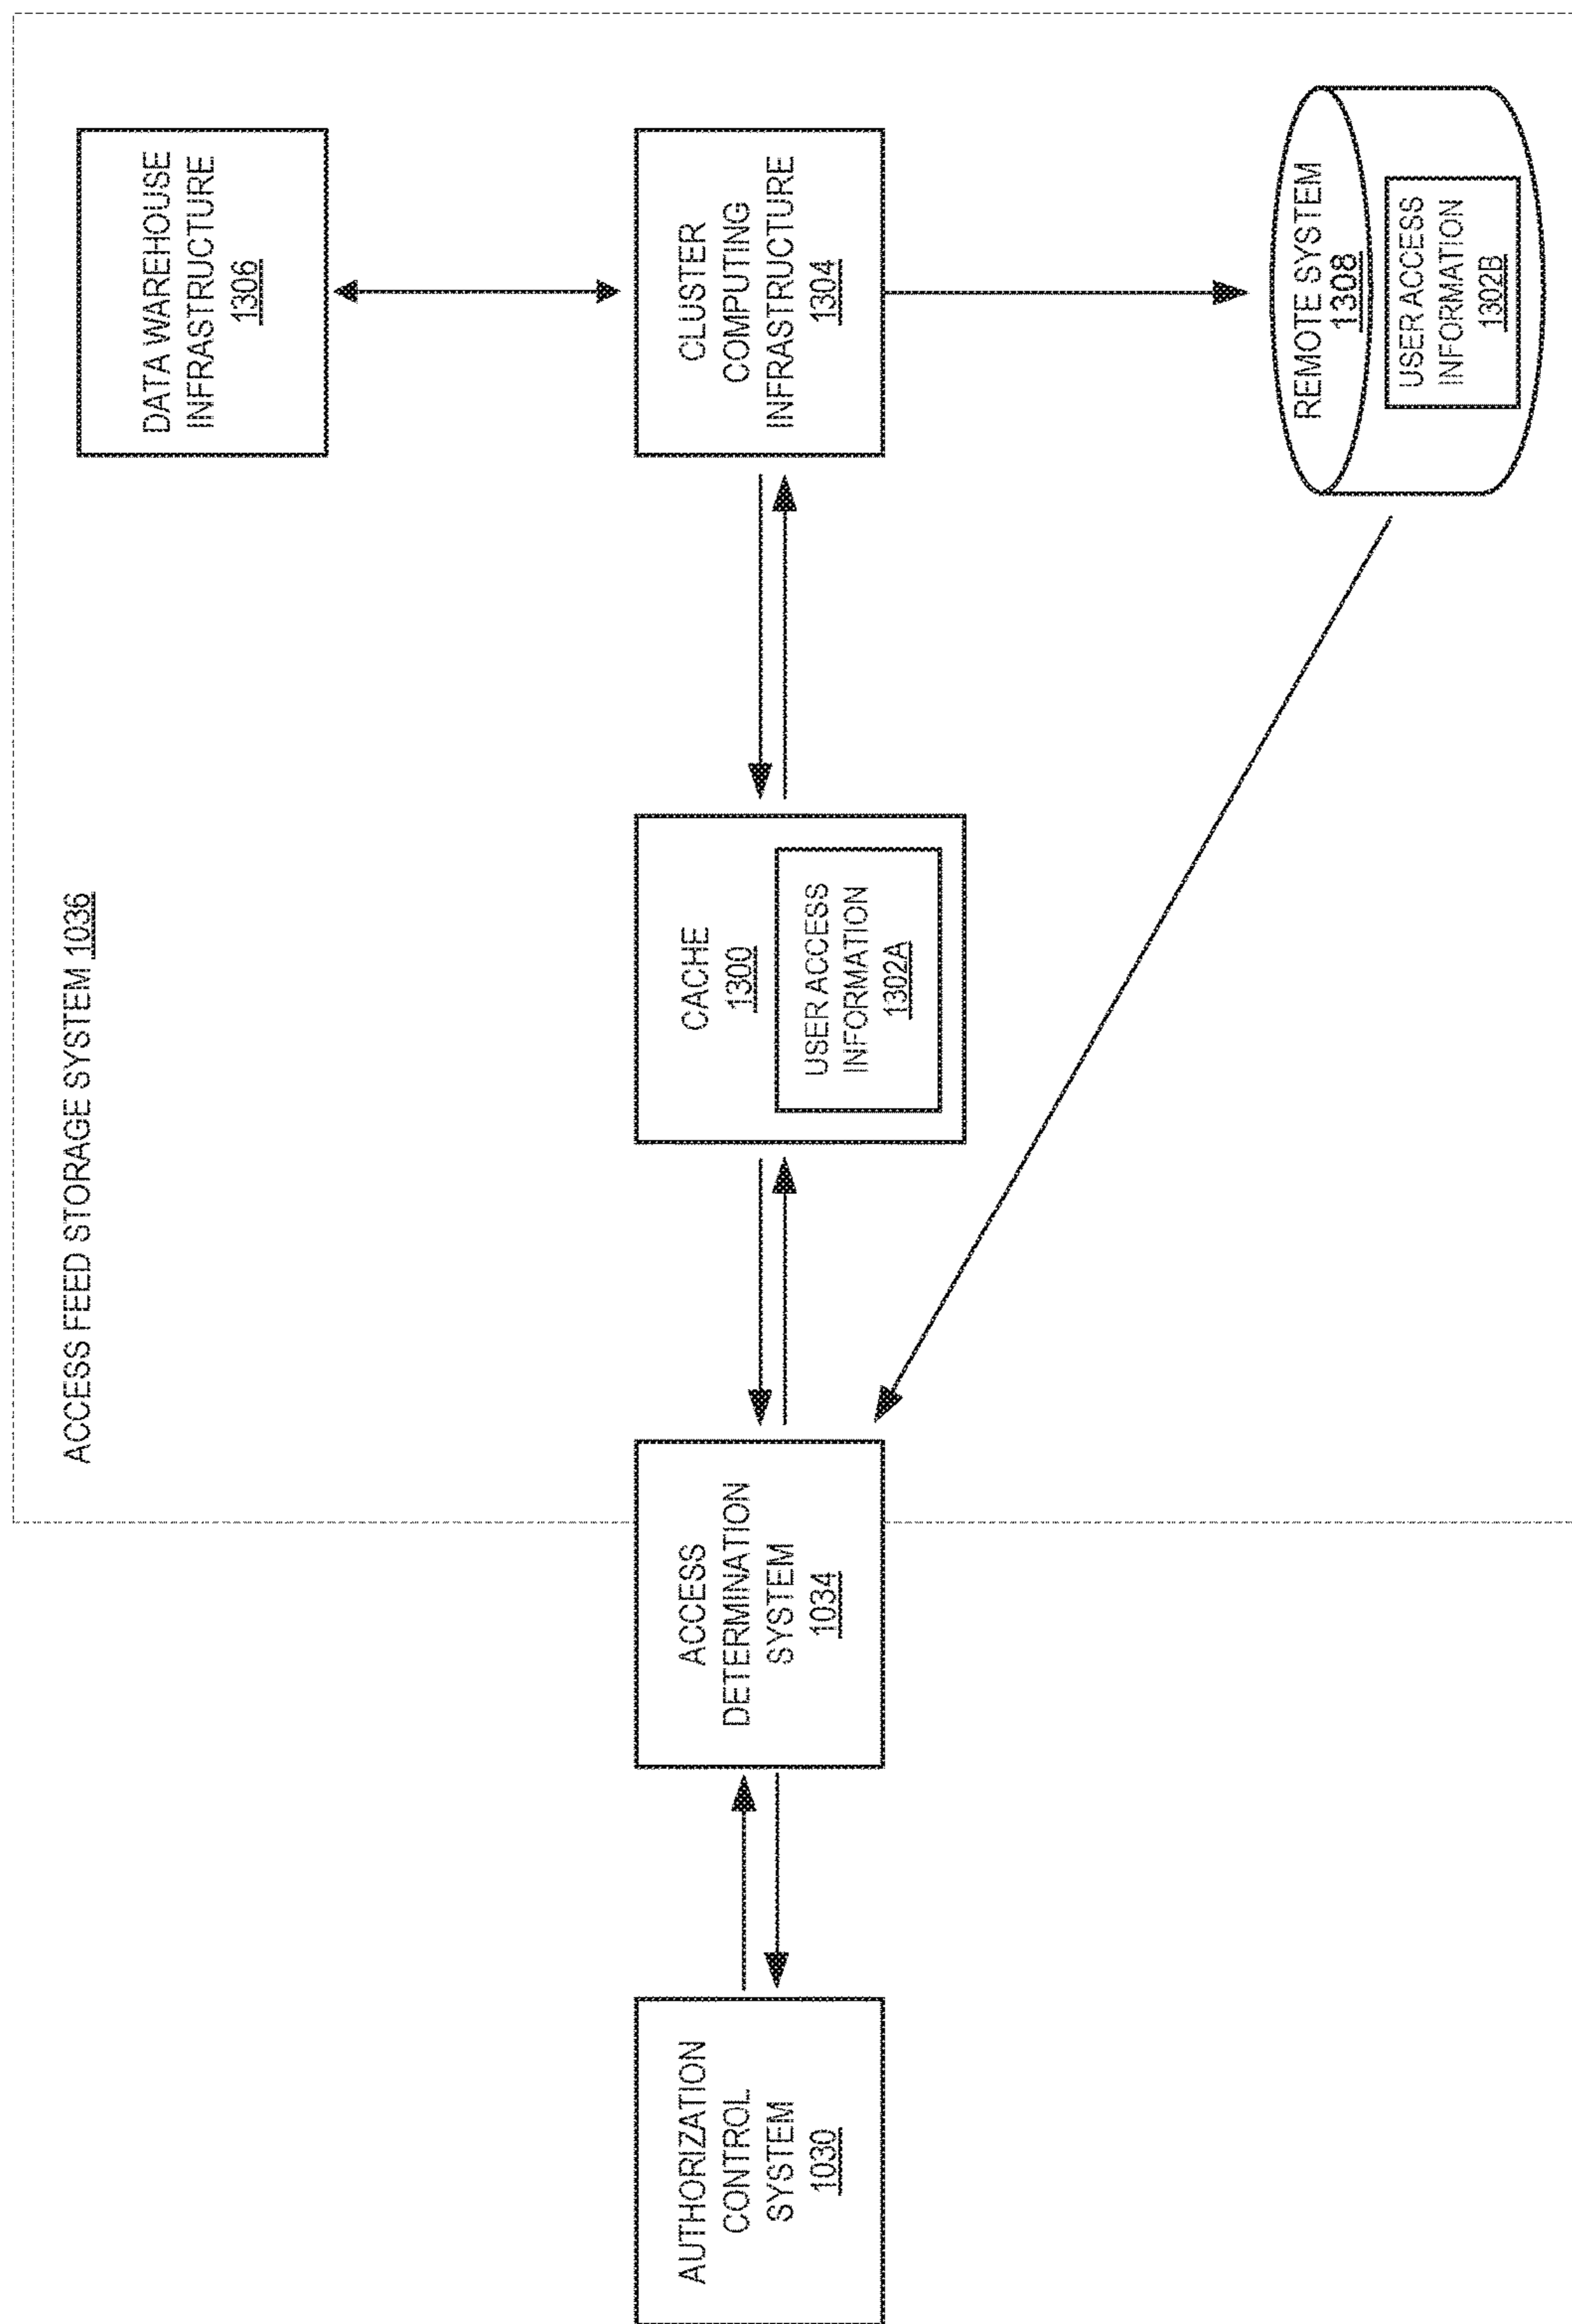 ACCESS FEED STORAGE SYSTEM 1036
DATA WAREHOUSE
INFRASTRUCTURE
1306
AUTHORIZATION
CONTROL
SYSTEM
1030
ACCESS
DETERMINATION
SYSTEM
1034
CACHE
1300
USER ACCESS
INFORMATION
1302A
CLUSTER
COMPUTING
INFRASTRUCTURE
1304
REMOTE SYSTEM
1308
USER ACCESS
INFORMATION
1302B